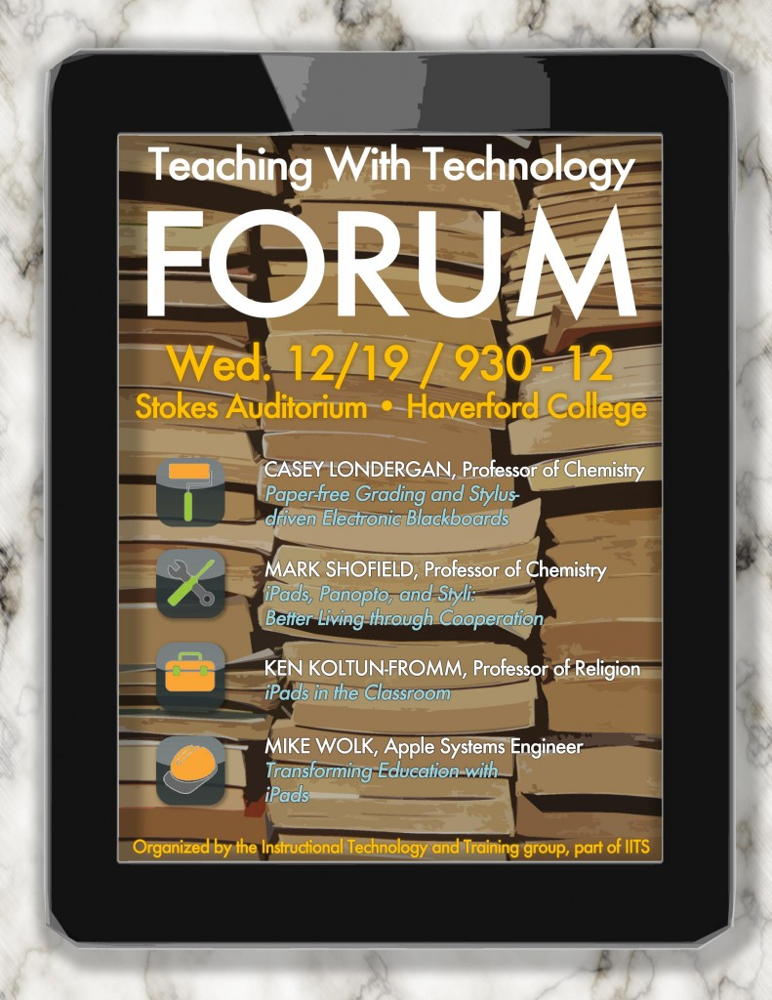 Teaching With Technology
FORUM
Wed. 12/19 / 930 - 12
Stokes Auditorium • Haverford College
CASEY LONDERGAN, Professor of Chemistry
Paper-free Grading and Stylus-
driven Electronic Blackboards
MARK SHOFIELD, Professor of Chemistry
iPads, Panopto, and Styli:
Better Living through Cooperation
KEN KOLTUN-FROMM, Professor of Religion
iPads in the Classroom
MIKE WOLK, Apple Systems Engineer
Transforming Education with
iPads
Organized by the Instructional Technology and Training group, part of IITS